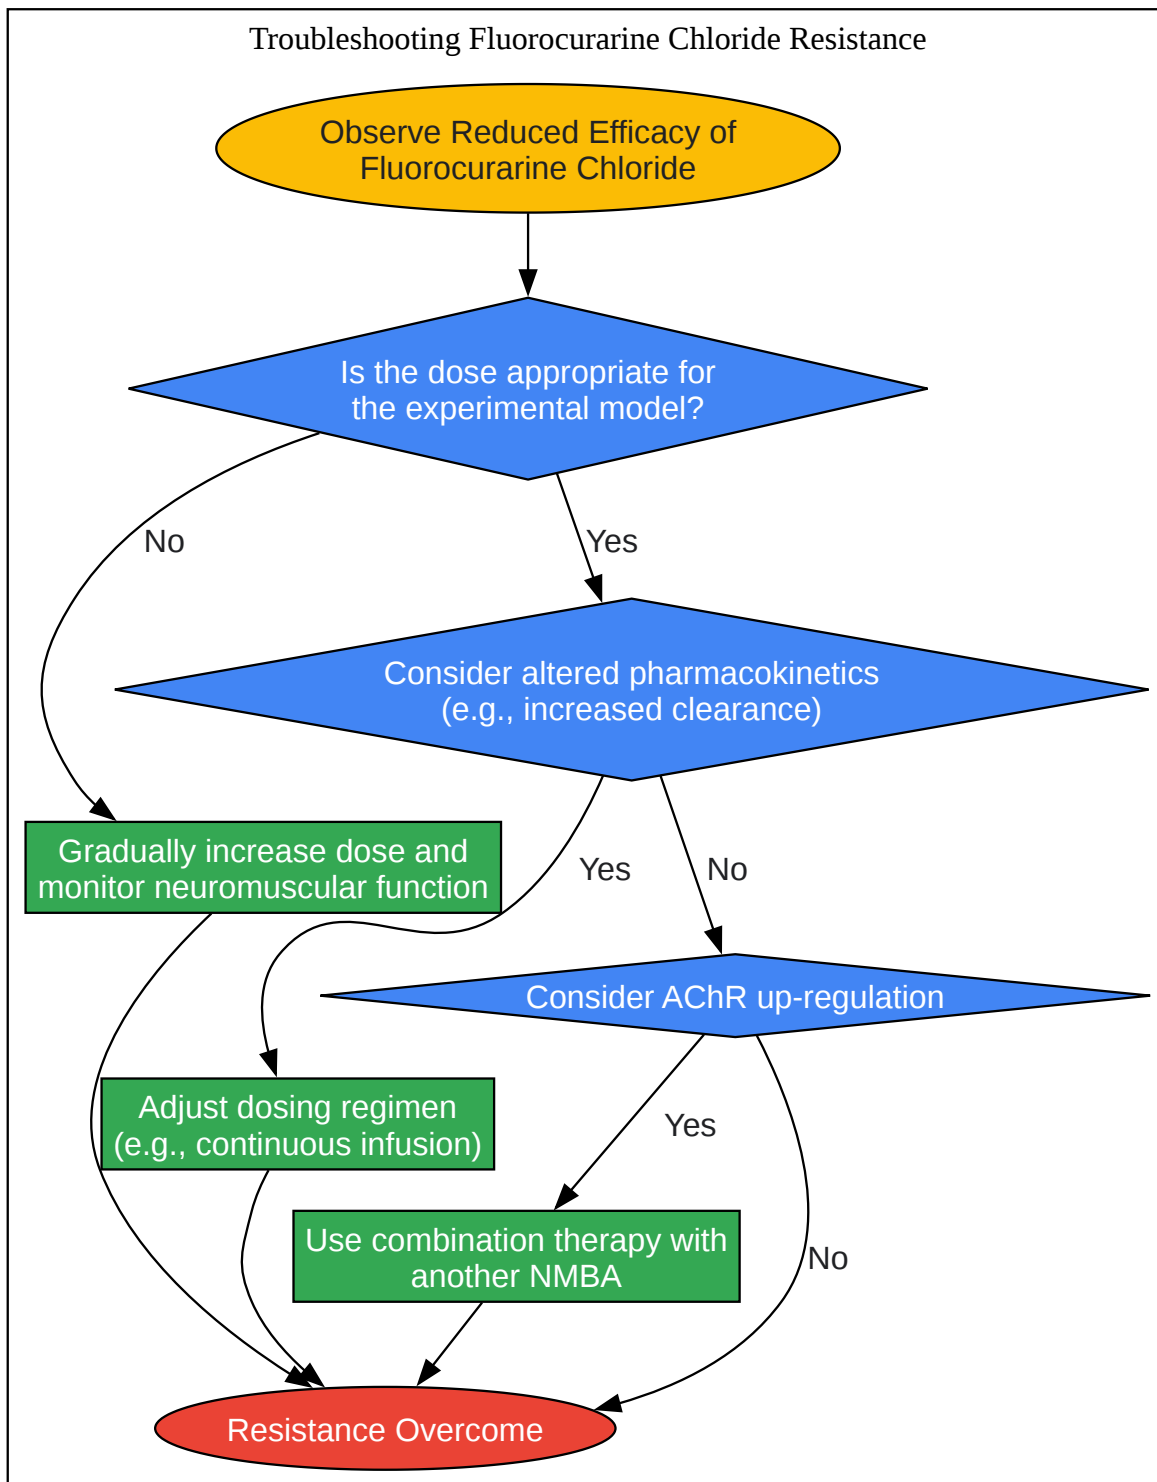 Troubleshooting Fluorocurarine Chloride Resistance
Observe Reduced Efficacy of
Fluorocurarine Chloride
Is the dose appropriate for
the experimental model?
No
Yes
Consider altered pharmacokinetics
(e.g., increased clearance)
Gradually increase dose and
monitor neuromuscular function
Yes
No
Consider AChR up-regulation
Adjust dosing regimen
(e.g., continuous infusion)
Yes
Use combination therapy with
another NMBA
No
Resistance Overcome